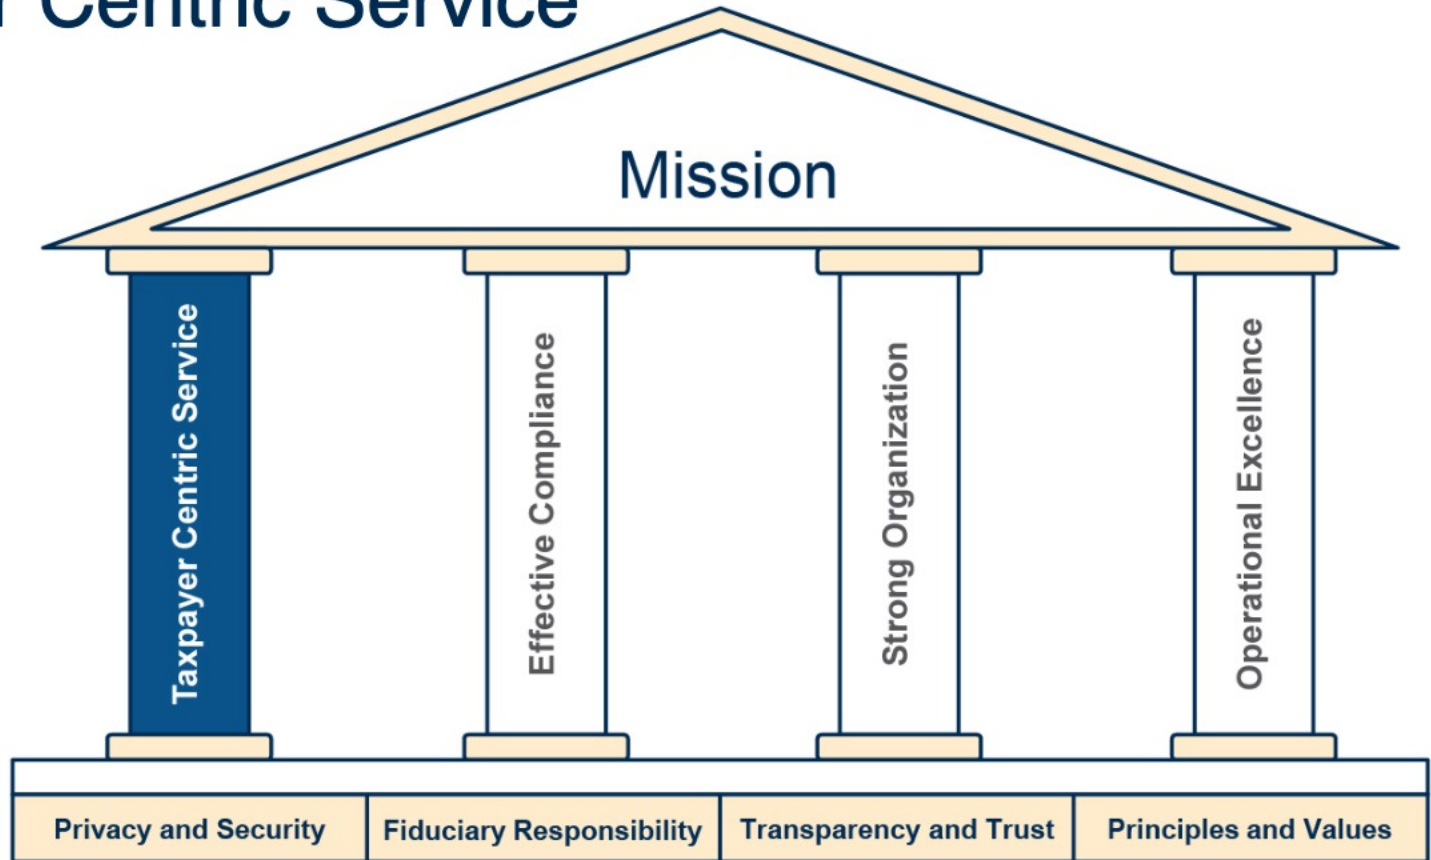 Centric Service
Mission
Taxpayer Centric Service
Effective Compliance
Strong Organization
Operational Excellence
Privacy and Security
Fiduciary Responsibility
Transparency and Trust
Principles and Values